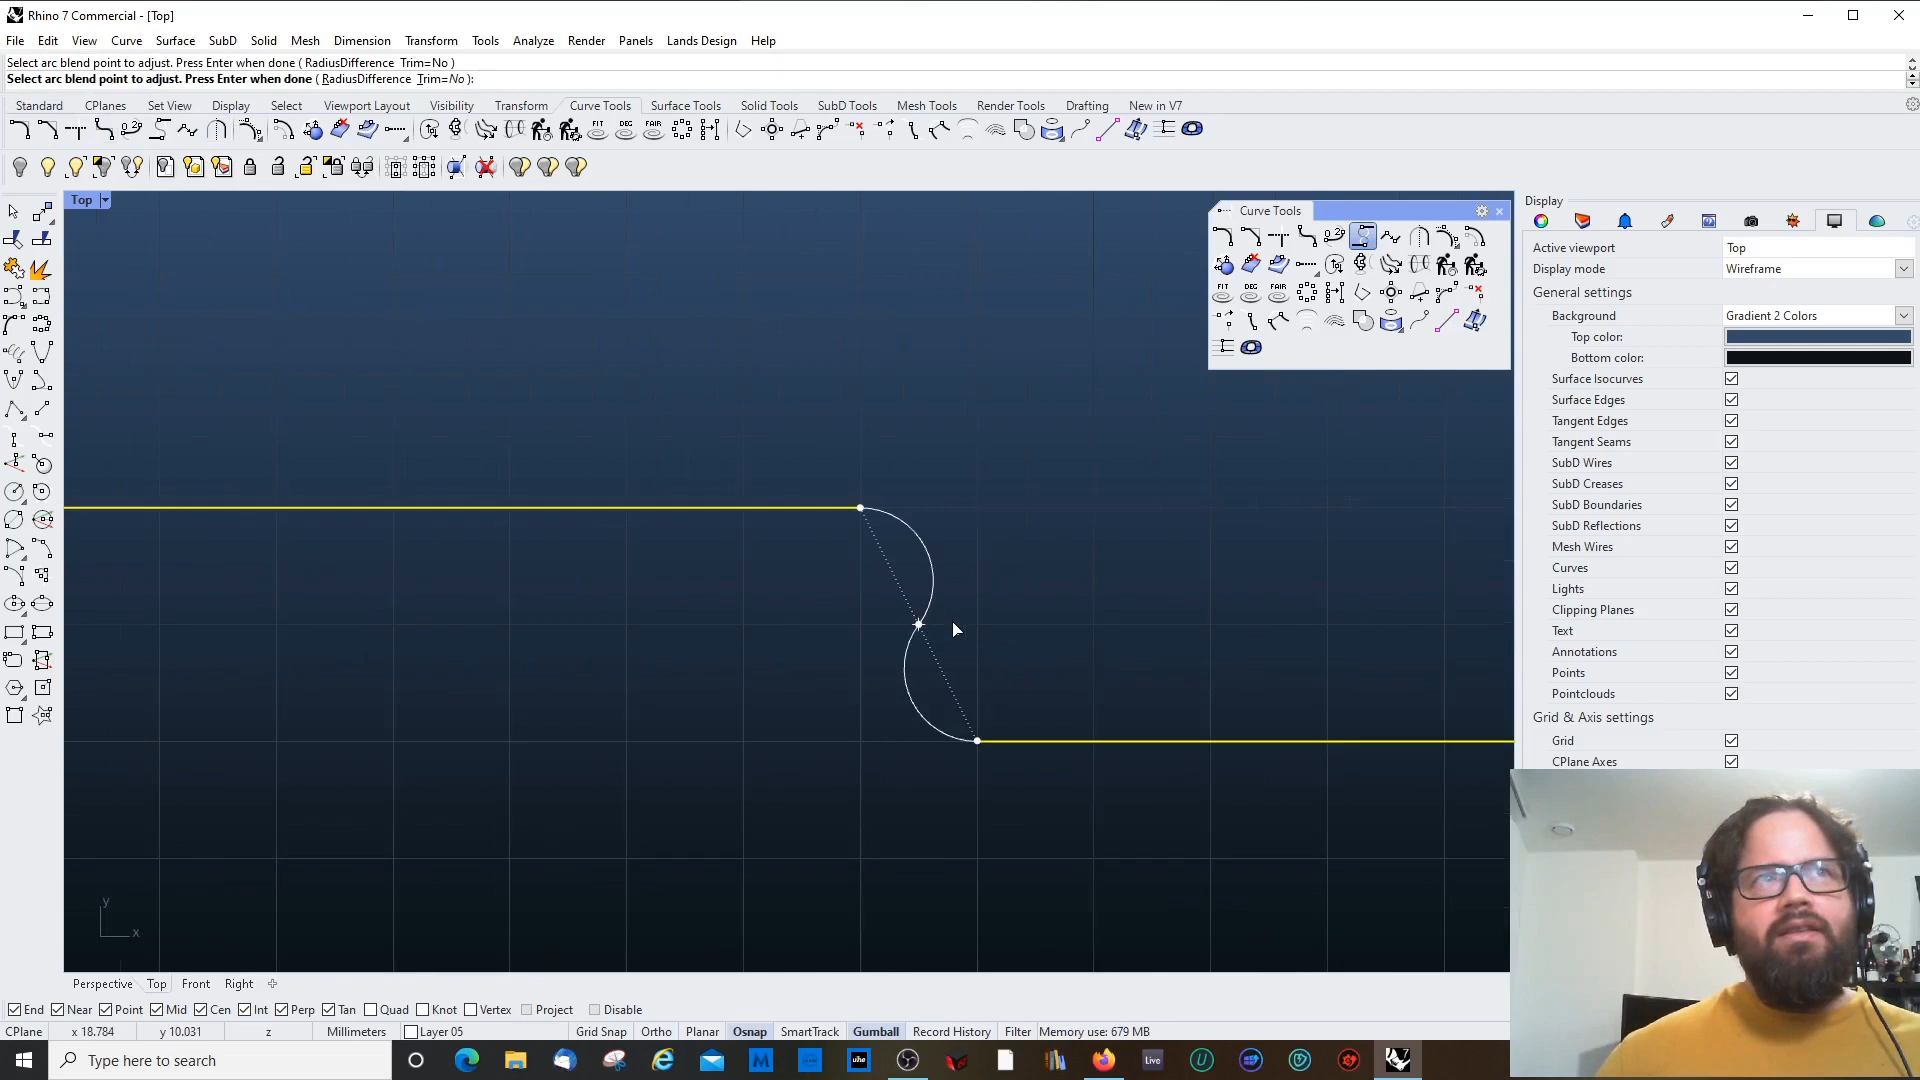 Rhino 7 Commercial - [Top]
File Edit View Curve Surface SubD Solid Mesh Dimension Transform Tools Analyze Render Panels Lands Design Help
Select arc blend point to adjust. Press Enter when done ( RadiusDifference Trim=No )
Select arc blend point to adjust. Press Enter when done ( RadiusDifference Trim=No ):
Standard CPlanes Set View Display Select Viewport Layout Visibility Transform Curve Tools Surface Tools Solid Tools SubD Tools Mesh Tools Render Tools Drafting New in V7
FIT DEG FAIR
Top
Curve Tools
FIT DEG FAIR
Display
Active viewport Top
Display mode Wireframe
General settings
Background Gradient 2 Colors
Top color:
Bottom color:
Surface Isocurves
Surface Edges
Tangent Edges
Tangent Seams
SubD Wires
SubD Creases
SubD Boundaries
SubD Reflections
Mesh Wires
Curves
Lights
Clipping Planes
Text
Annotations
Points
Pointclouds
Grid & Axis settings
Grid
CPlane Axes
y
x
Perspective Top Front Right
End Near Point Mid Cen Int Perp Tan Quad Knot Vertex Project Disable
CPlane x 18.784 y 10.031 z Millimeters Layer 05 Grid Snap Ortho Planar Osnap SmartTrack Gumball Record History Filter Memory use: 679 MB
Type here to search
Live